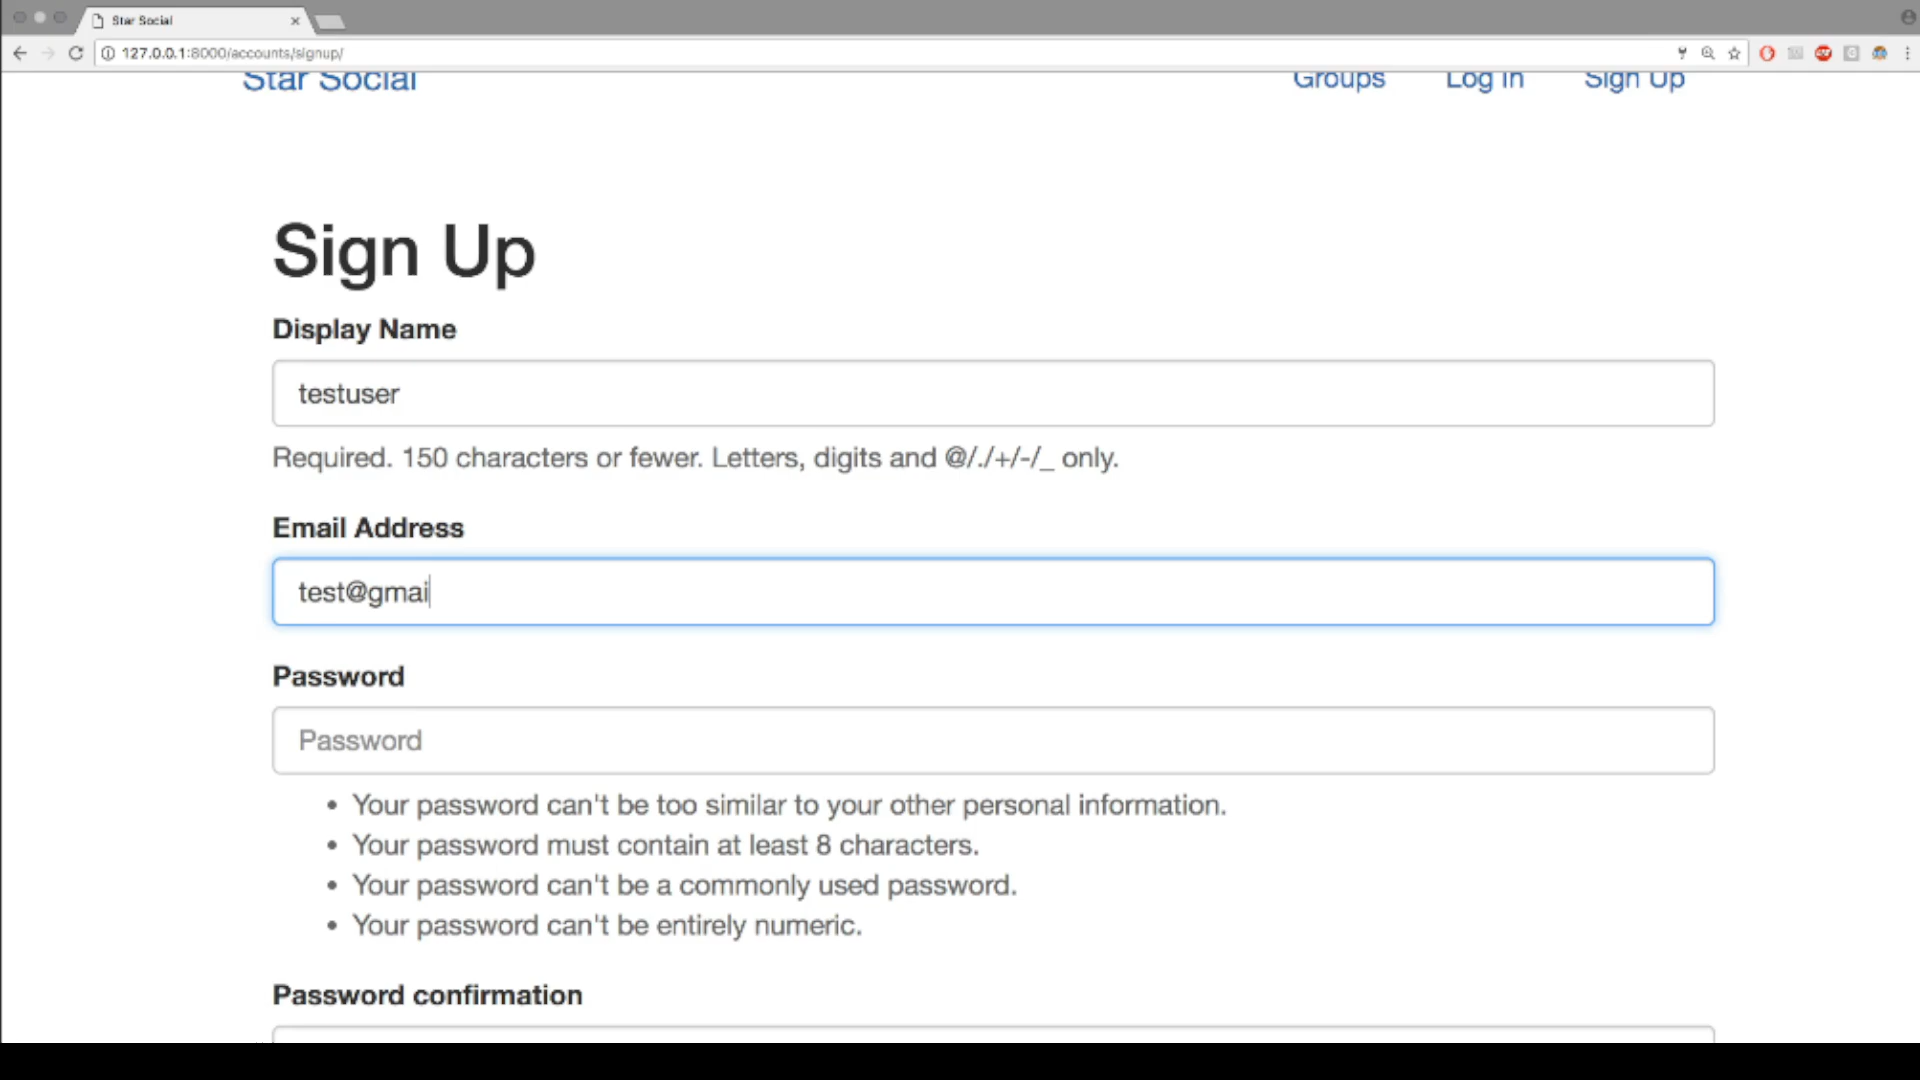 Star Social
127.0.0.1:8000/accounts/signup/
Star Social
Groups Log In Sign Up
Sign Up
Display Name
testuser
Required. 150 characters or fewer. Letters, digits and @/./+/-/_ only.
Email Address
test@gmai
Password
Password
• Your password can't be too similar to your other personal information.
• Your password must contain at least 8 characters.
• Your password can't be a commonly used password.
• Your password can't be entirely numeric.
Password confirmation